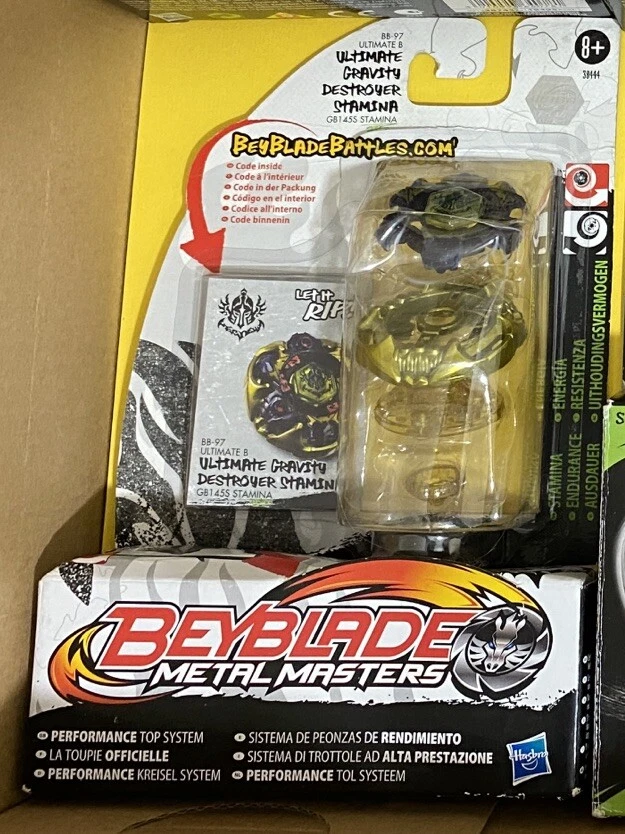 BB-97
ULTIMATE B
ULTIMATE
GRAVITY
DESTROYER
STAMINA
GB145S STAMINA
8+
38444
BEYBLADEBATTLES.COM
Code inside
Code à l'intérieur
Code in der Packung
Código en el interior
Codice all'interno
Code binnenin
LET IT
RIP
BB-97
ULTIMATE B
ULTIMATE GRAVITY
DESTROYER STAMIN
GB145S STAMINA
STAMINA • ENERGIA
ENDURANCE • RESISTENZA
AUSDAUER • UITHOUDINGSVERMOGEN
BEYBLADE
METAL MASTERS
PERFORMANCE TOP SYSTEM
LA TOUPIE OFFICIELLE
PERFORMANCE KREISEL SYSTEM
SISTEMA DE PEONZAS DE RENDIMIENTO
SISTEMA DI TROTTOLE AD ALTA PRESTAZIONE
PERFORMANCE TOL SYSTEEM
Hasbro